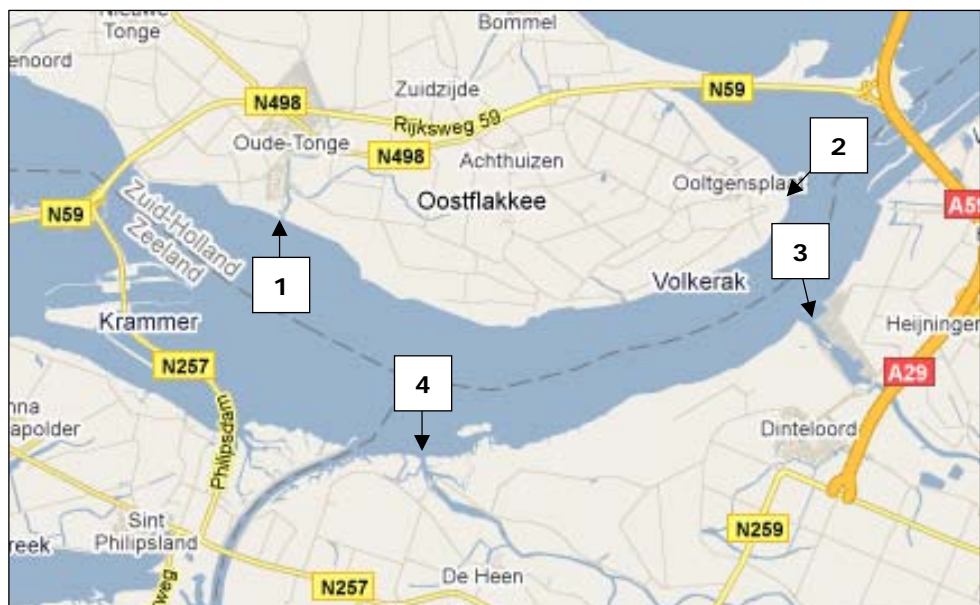 Nieuwe
Tonge
Bommel
enoord
Zuidzijde
N59
N498
Rijksweg 59
Oude-Tonge
N498
Achthuizen
2
Ooltgensplaat
Oostflakkee
A59
N59
Zuid-Holland
Zeeland
3
1
Volkerak
Krammer
Heijningen
N257
4
A29
nna
apolder
Philipsdam
Dinteloord
Sint
Philipsland
N259
reek
De Heen
N257
weg